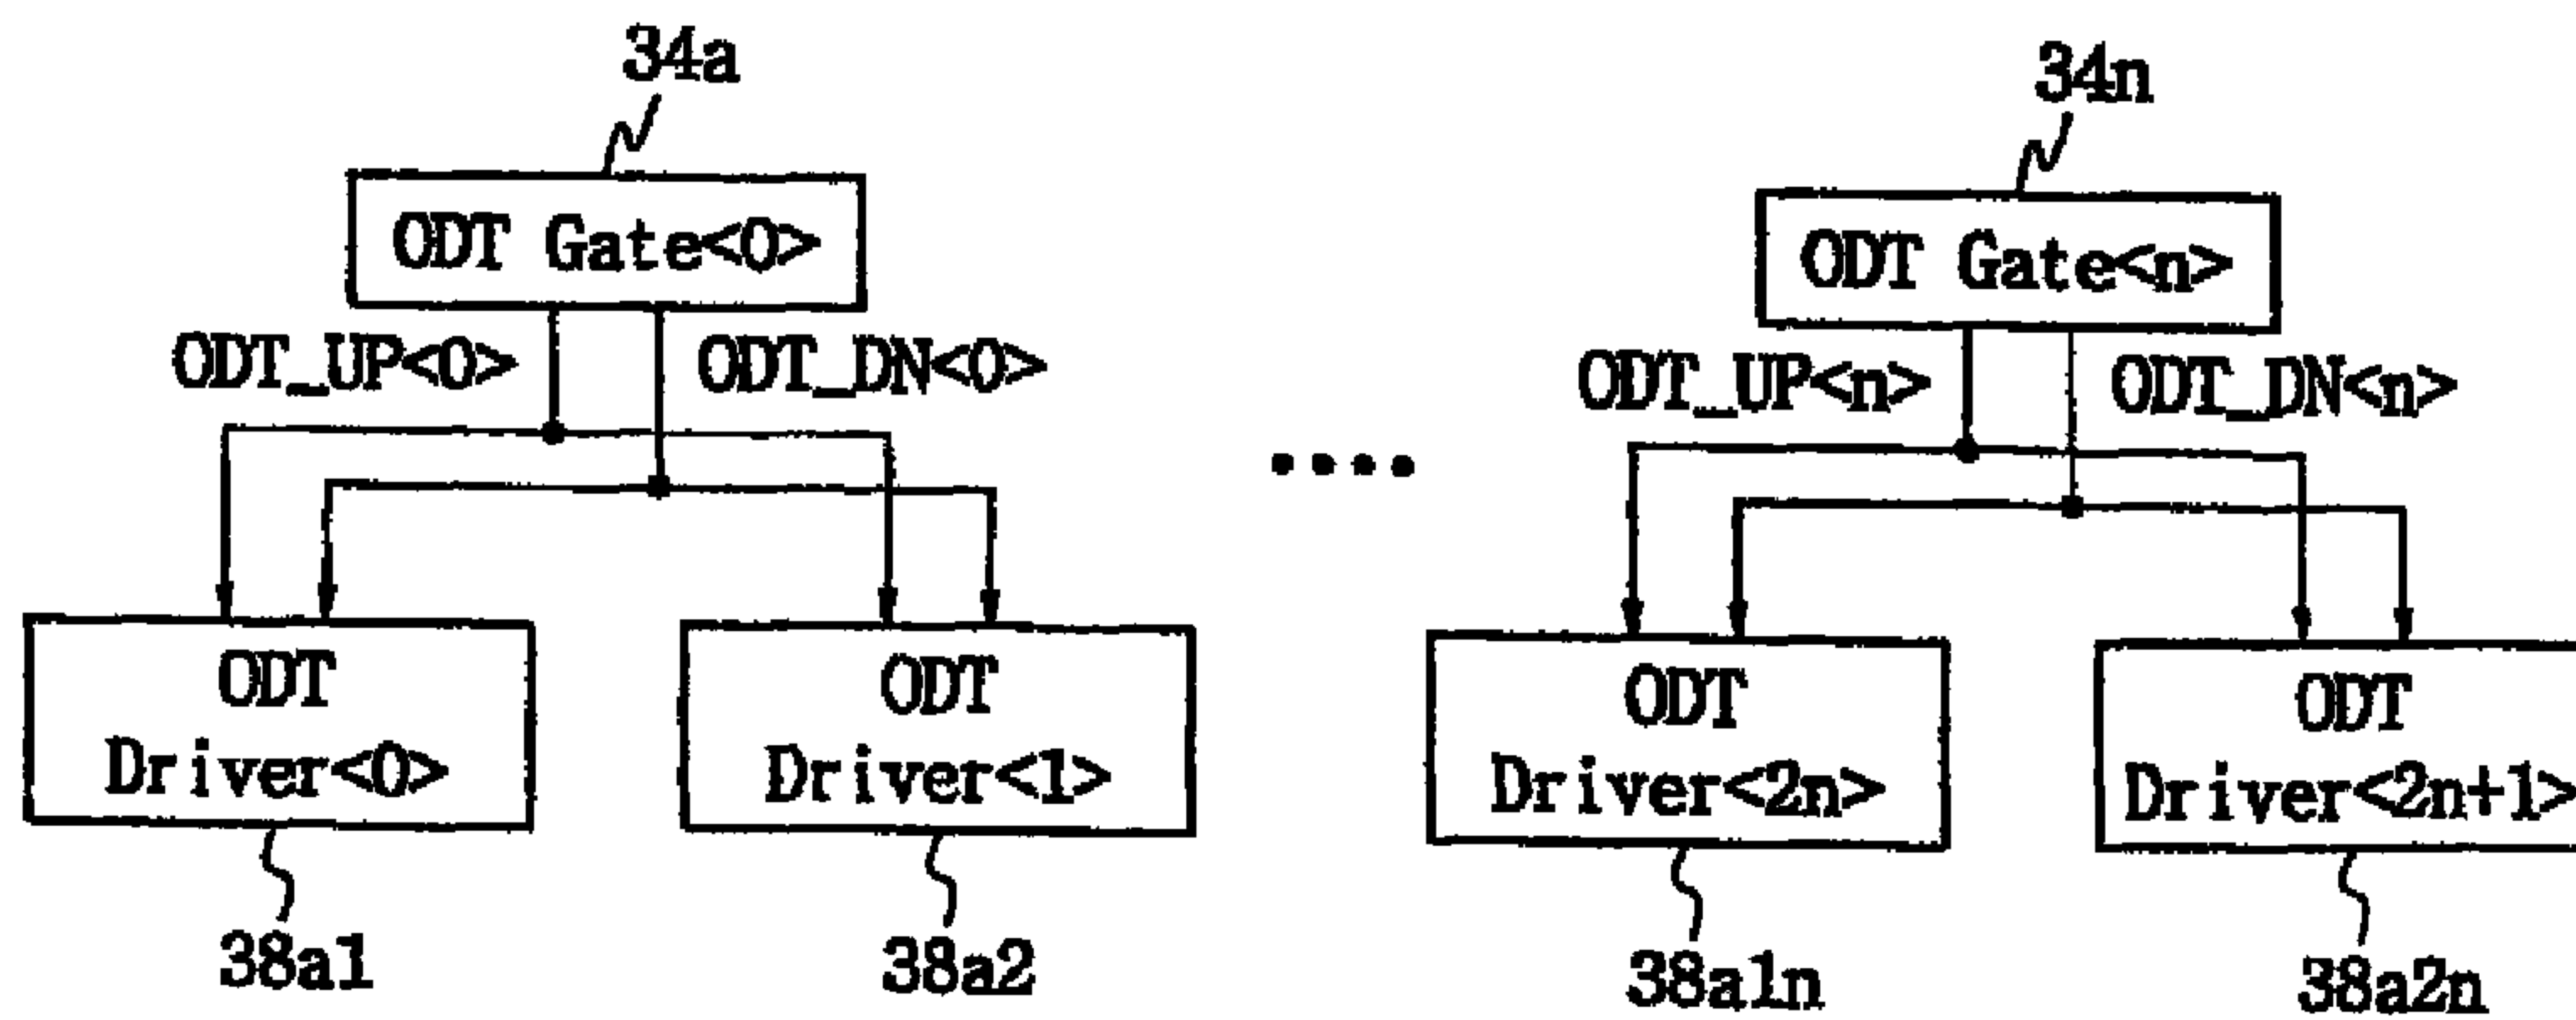 34a
34n
ODT Gate<0>
ODT Gate<n>
ODT_UP<0>
ODT_DN<0>
ODT_UP<n>
ODT_DN<n>
ODT
Driver<0>
ODT
Driver<1>
ODT
Driver<2n>
ODT
Driver<2n+1>
38a1
38a2
38a1n
38a2n